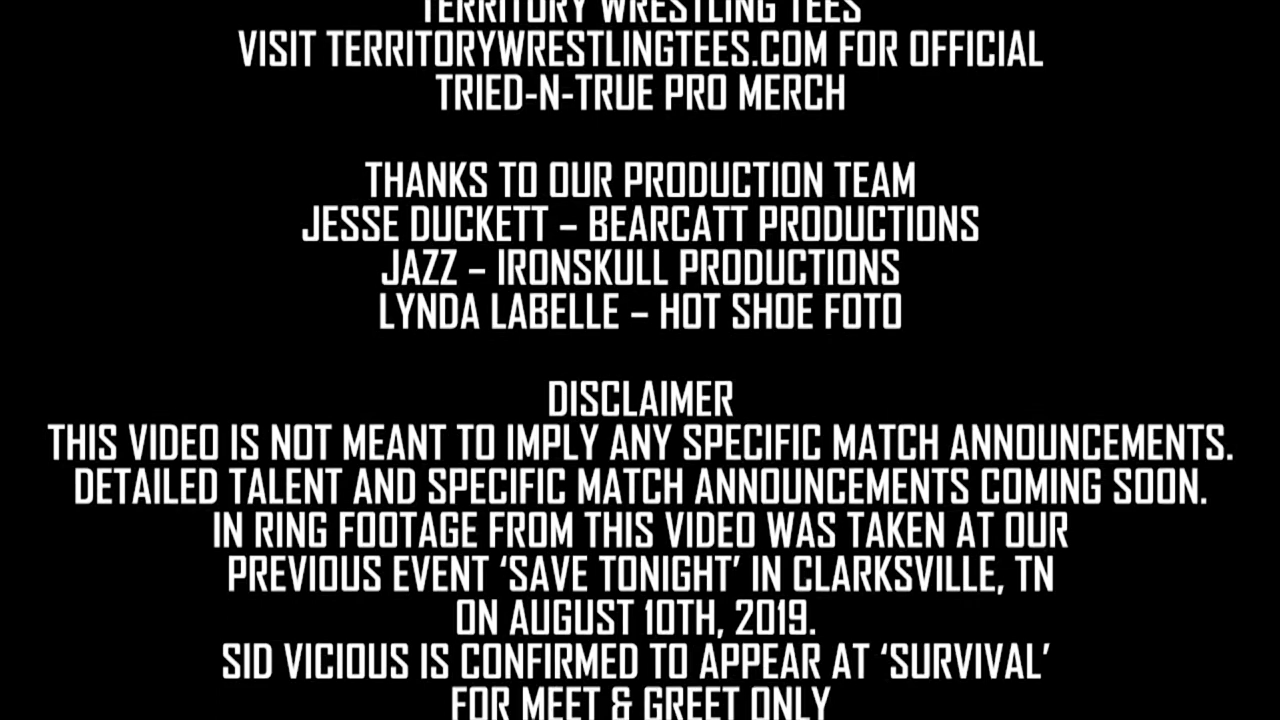 TERRITORY WRESTLING TEES
VISIT TERRITORYWRESTLINGTEES.COM FOR OFFICIAL
TRIED-N-TRUE PRO MERCH
THANKS TO OUR PRODUCTION TEAM
JESSE DUCKETT – BEARCATT PRODUCTIONS
JAZZ – IRONSKULL PRODUCTIONS
LYNDA LABELLE – HOT SHOE FOTO
DISCLAIMER
THIS VIDEO IS NOT MEANT TO IMPLY ANY SPECIFIC MATCH ANNOUNCEMENTS.
DETAILED TALENT AND SPECIFIC MATCH ANNOUNCEMENTS COMING SOON.
IN RING FOOTAGE FROM THIS VIDEO WAS TAKEN AT OUR
PREVIOUS EVENT ‘SAVE TONIGHT’ IN CLARKSVILLE, TN
ON AUGUST 10TH, 2019.
SID VICIOUS IS CONFIRMED TO APPEAR AT ‘SURVIVAL’
FOR MEET & GREET ONLY